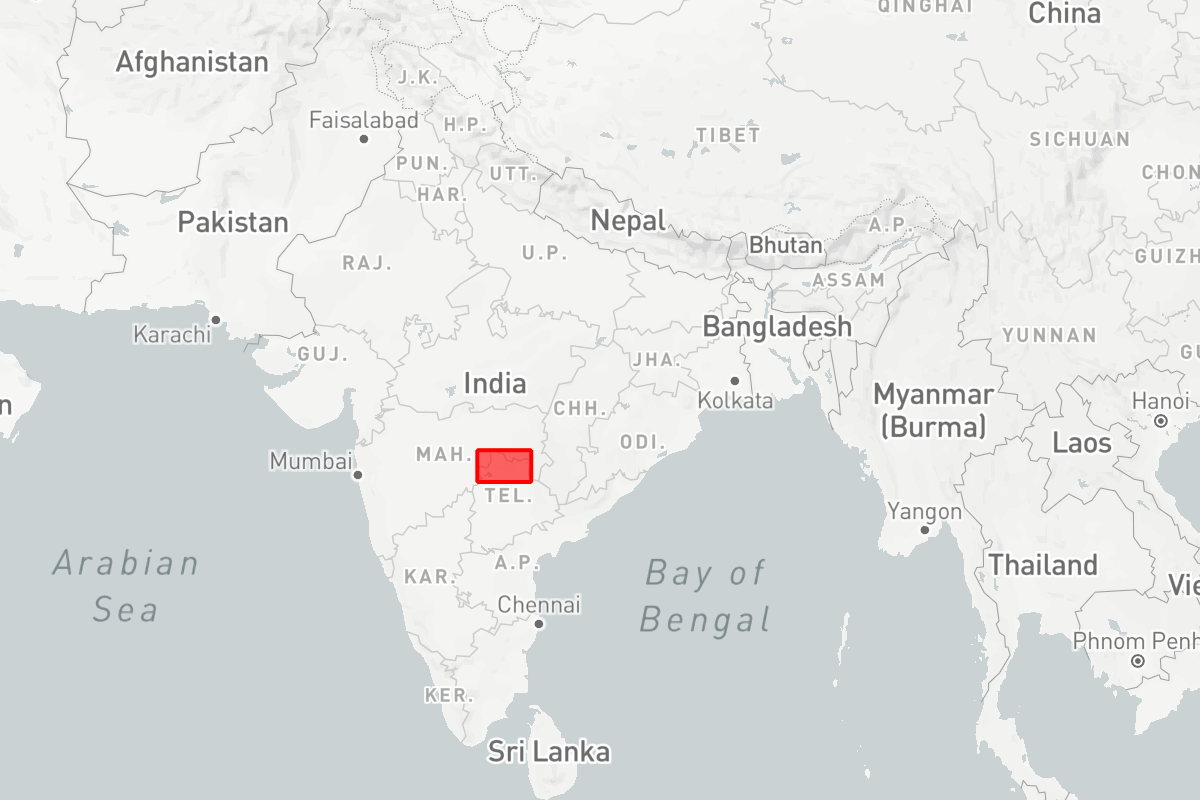 QINGHAI
China
Afghanistan
J.K.
Faisalabad
H.P.
TIBET
SICHUAN
PUN.
UTT.
CHON
HAR.
Pakistan
Nepal
A.P.
Bhutan
RAJ.
U.P.
GUIZH
ASSAM
Karachi
Bangladesh
YUNNAN
GUJ.
JHA.
GU
India
n
CHH.
Kolkata
Myanmar
(Burma)
Hanoi
Laos
MAH.
ODI.
Mumbai
TEL.
Yangon
Arabian
Sea
A.P.
KAR.
Bay of
Bengal
Thailand
Vie
Chennai
Phnom Penh
KER.
Sri Lanka